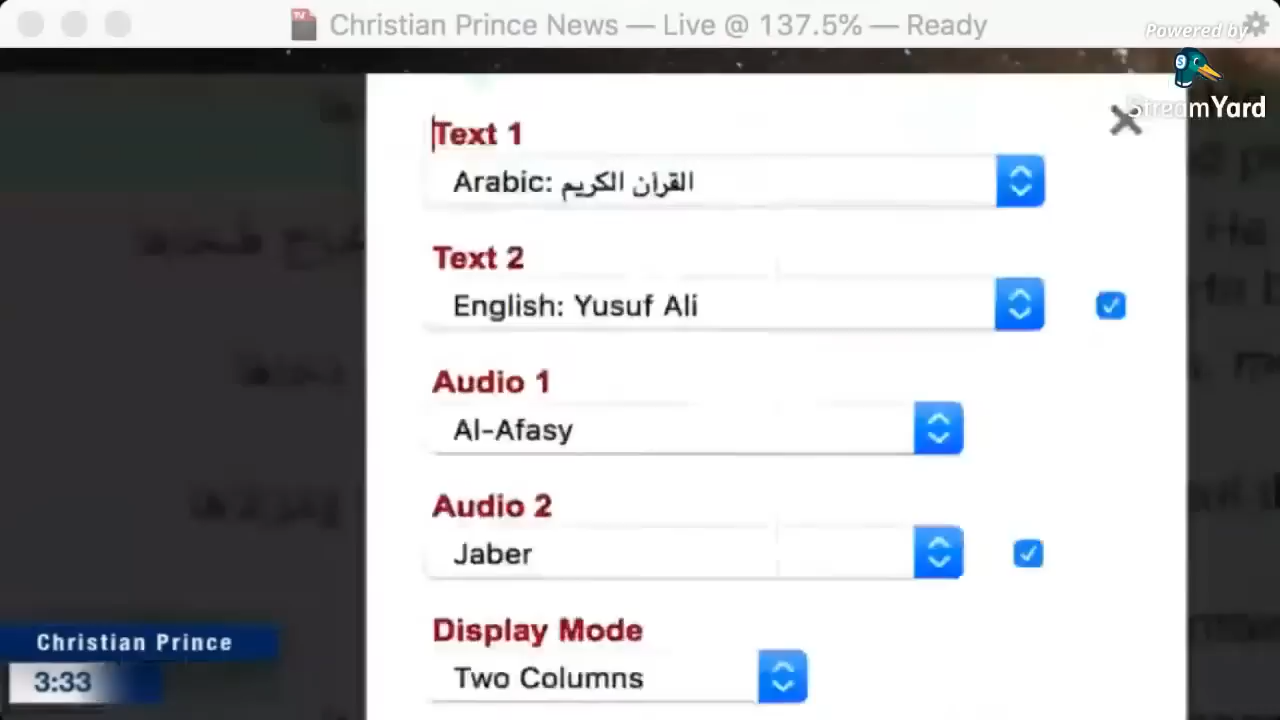 Christian Prince News — Live @ 137.5% — Ready
Powered by
StreamYard
Text 1
Arabic: القرآن الكريم
Text 2
English: Yusuf Ali
Audio 1
Al-Afasy
Audio 2
Jaber
Display Mode
Two Columns
Christian Prince
3:33